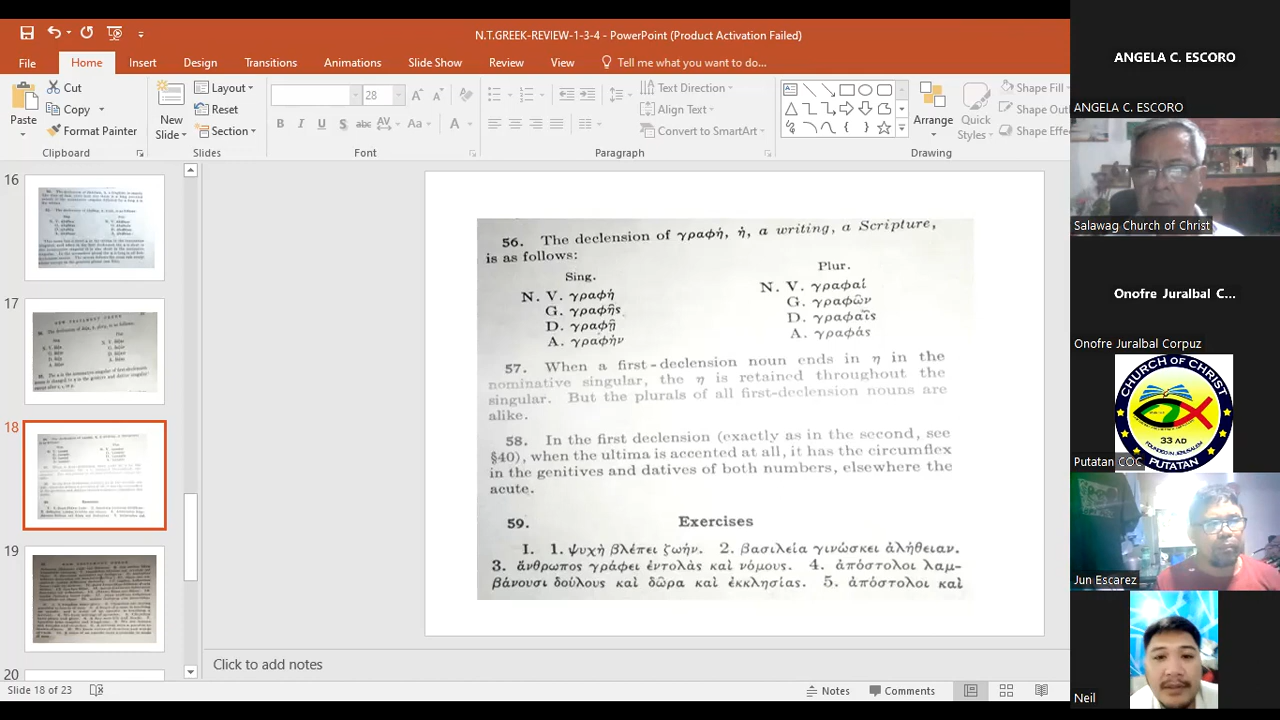 N.T.GREEK-REVIEW-1-3-4 - PowerPoint (Product Activation Failed)
File Home Insert Design Transitions Animations Slide Show Review View Tell me what you want to do...
Paste
Cut
Copy
Format Painter
Clipboard
New
Slide
Layout
Reset
Section
Slides
28
B I U S abc AV Aa A
Font
Text Direction
Align Text
Convert to SmartArt
Paragraph
Arrange
Quick
Styles
Shape Fill
Shape Out
Shape Effe
Drawing
16
17
18
19
20
56. The declension of γραφή, ἡ, a writing, a Scripture,
is as follows:
Sing.
N. V. γραφή
G. γραφῆς
D. γραφῇ
A. γραφήν
Plur.
N. V. γραφαί
G. γραφῶν
D. γραφαῖς
A. γραφάς
57. When a first-declension noun ends in η in the
nominative singular, the η is retained throughout the
singular. But the plurals of all first-declension nouns are
alike.
58. In the first declension (exactly as in the second, see
§40), when the ultima is accented at all, it has the circumflex
in the genitives and datives of both numbers, elsewhere the
acute.
59. Exercises
I. 1. ψυχὴ βλέπει ζωήν. 2. βασιλεία γινώσκει ἀλήθειαν.
3. ἄνθρωπος γράφει ἐντολὰς καὶ νόμους. 4. ἀπόστολοι λαμ-
βάνουσι δούλους καὶ δῶρα καὶ ἐκκλησίας. 5. ἀπόστολοι καὶ
Click to add notes
Slide 18 of 23
Notes
Comments
ANGELA C. ESCORO
ANGELA C. ESCORO
Salawag Church of Christ
Onofre Juralbal C...
Onofre Juralbal Corpuz
CHURCH OF CHRIST
33 AD
PUTATAN
Putatan COC
Jun Escarez
Neil